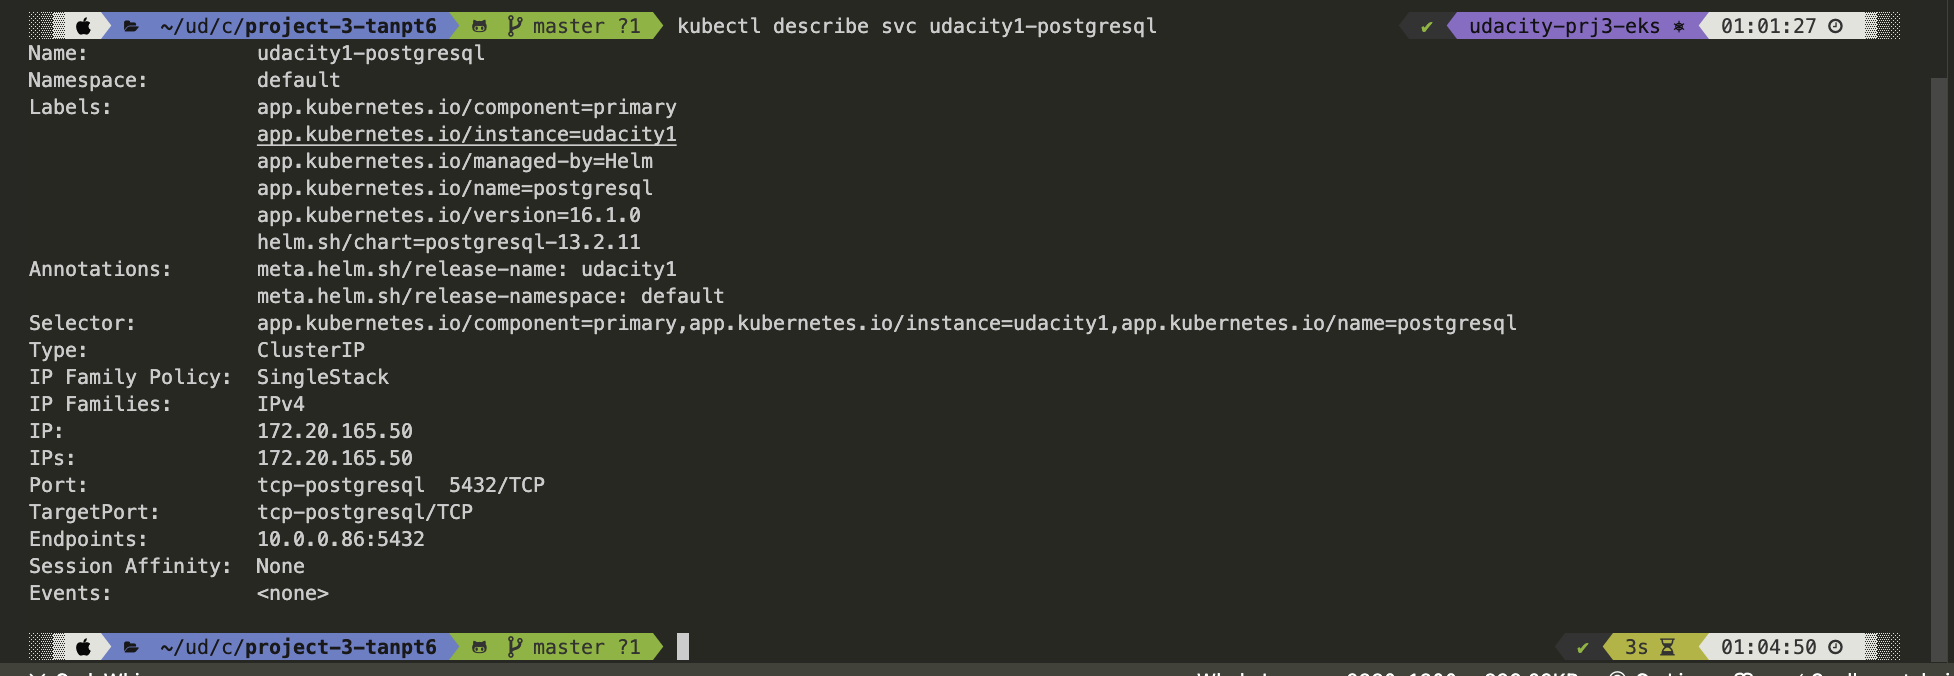 ~/ud/c/project-3-tanpt6 master ?1 kubectl describe svc udacity1-postgresql ✔ udacity-prj3-eks 01:01:27
Name: udacity1-postgresql
Namespace: default
Labels: app.kubernetes.io/component=primary
app.kubernetes.io/instance=udacity1
app.kubernetes.io/managed-by=Helm
app.kubernetes.io/name=postgresql
app.kubernetes.io/version=16.1.0
helm.sh/chart=postgresql-13.2.11
Annotations: meta.helm.sh/release-name: udacity1
meta.helm.sh/release-namespace: default
Selector: app.kubernetes.io/component=primary,app.kubernetes.io/instance=udacity1,app.kubernetes.io/name=postgresql
Type: ClusterIP
IP Family Policy: SingleStack
IP Families: IPv4
IP: 172.20.165.50
IPs: 172.20.165.50
Port: tcp-postgresql 5432/TCP
TargetPort: tcp-postgresql/TCP
Endpoints: 10.0.0.86:5432
Session Affinity: None
Events: <none>
~/ud/c/project-3-tanpt6 master ?1 ✔ 3s 01:04:50